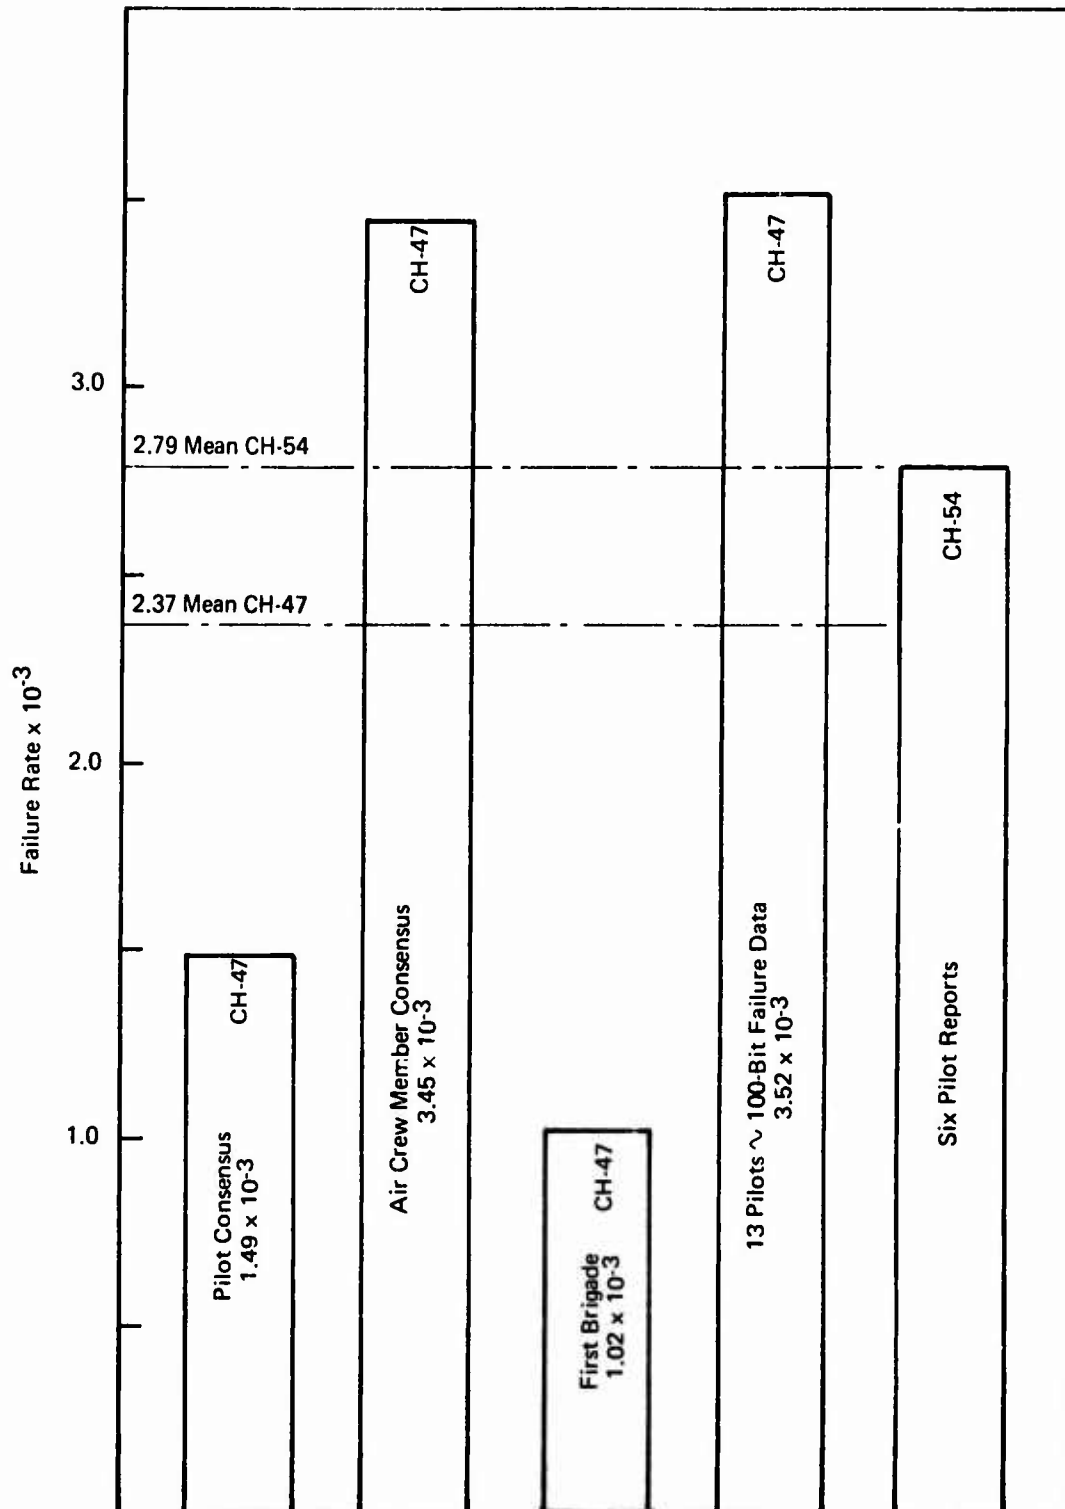 Failure Rate x 10-3
3.0
2.0
1.0
2.79 Mean CH-54
2.37 Mean CH-47
CH-47
Pilot Consensus
1.49 x 10-3
CH-47
Air Crew Member Consensus
3.45 x 10-3
CH-47
First Brigade
1.02 x 10-3
CH-47
13 Pilots ~ 100-Bit Failure Data
3.52 x 10-3
CH-54
Six Pilot Reports